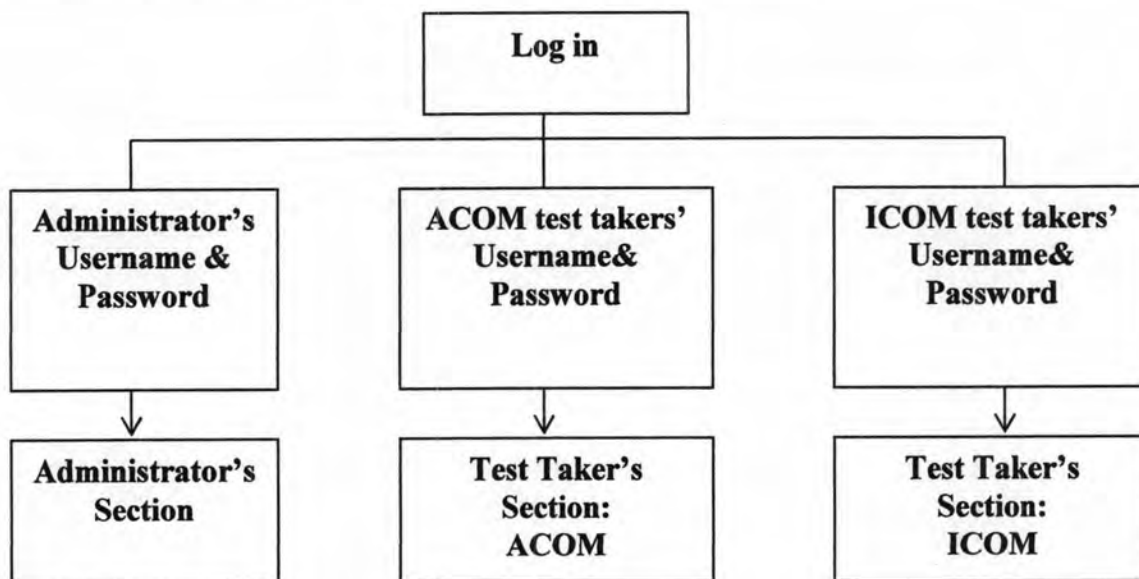 Log in
Administrator's
Username &
Password
ACOM test takers'
Username&
Password
ICOM test takers'
Username&
Password
Administrator's
Section
Test Taker's
Section:
ACOM
Test Taker's
Section:
ICOM